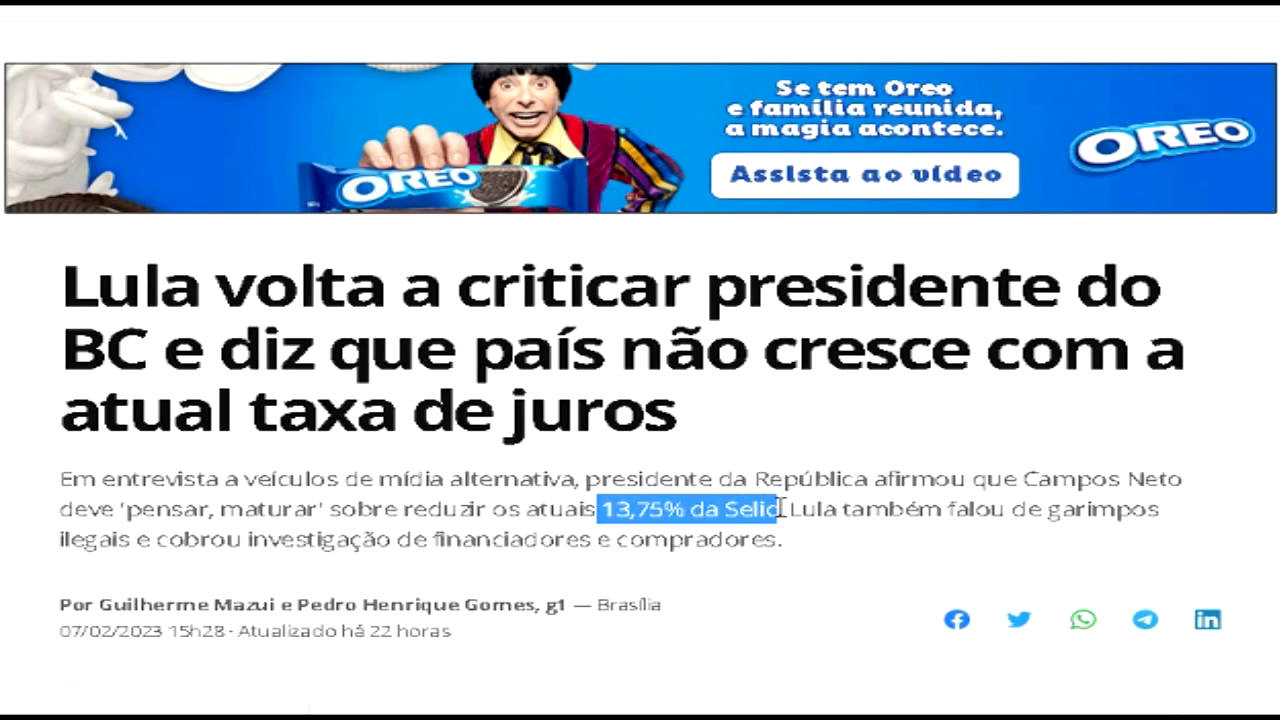 Se tem Oreo
e família reunida,
a magia acontece.
Assista ao vídeo
OREO
OREO
Lula volta a criticar presidente do
BC e diz que país não cresce com a
atual taxa de juros
Em entrevista a veículos de mídia alternativa, presidente da República afirmou que Campos Neto
deve 'pensar, maturar' sobre reduzir os atuais 13,75% da Selic. Lula também falou de garimpos
ilegais e cobrou investigação de financiadores e compradores.
Por Guilherme Mazui e Pedro Henrique Gomes, g1 — Brasília
07/02/2023 15h28 · Atualizado há 22 horas